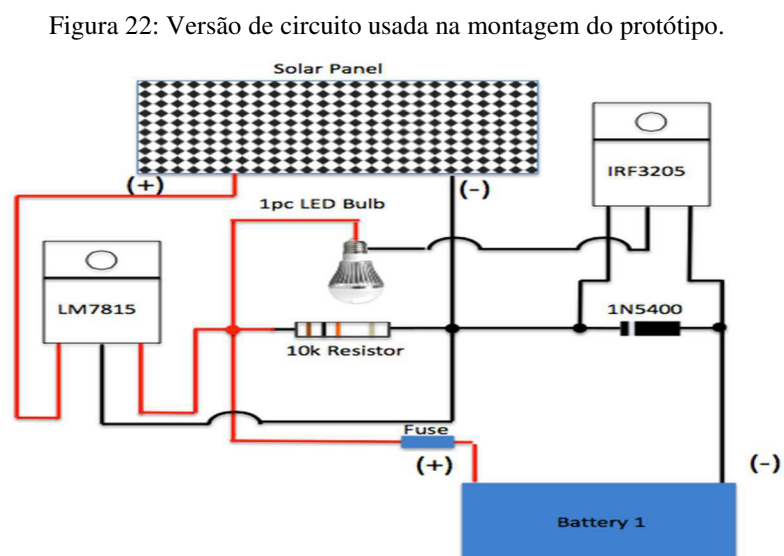 Figura 22: Versão de circuito usada na montagem do protótipo.
Solar Panel
IRF3205
(+)
(-)
1pc LED Bulb
LM7815
1N5400
10k Resistor
Fuse
(+)
(-)
Battery 1